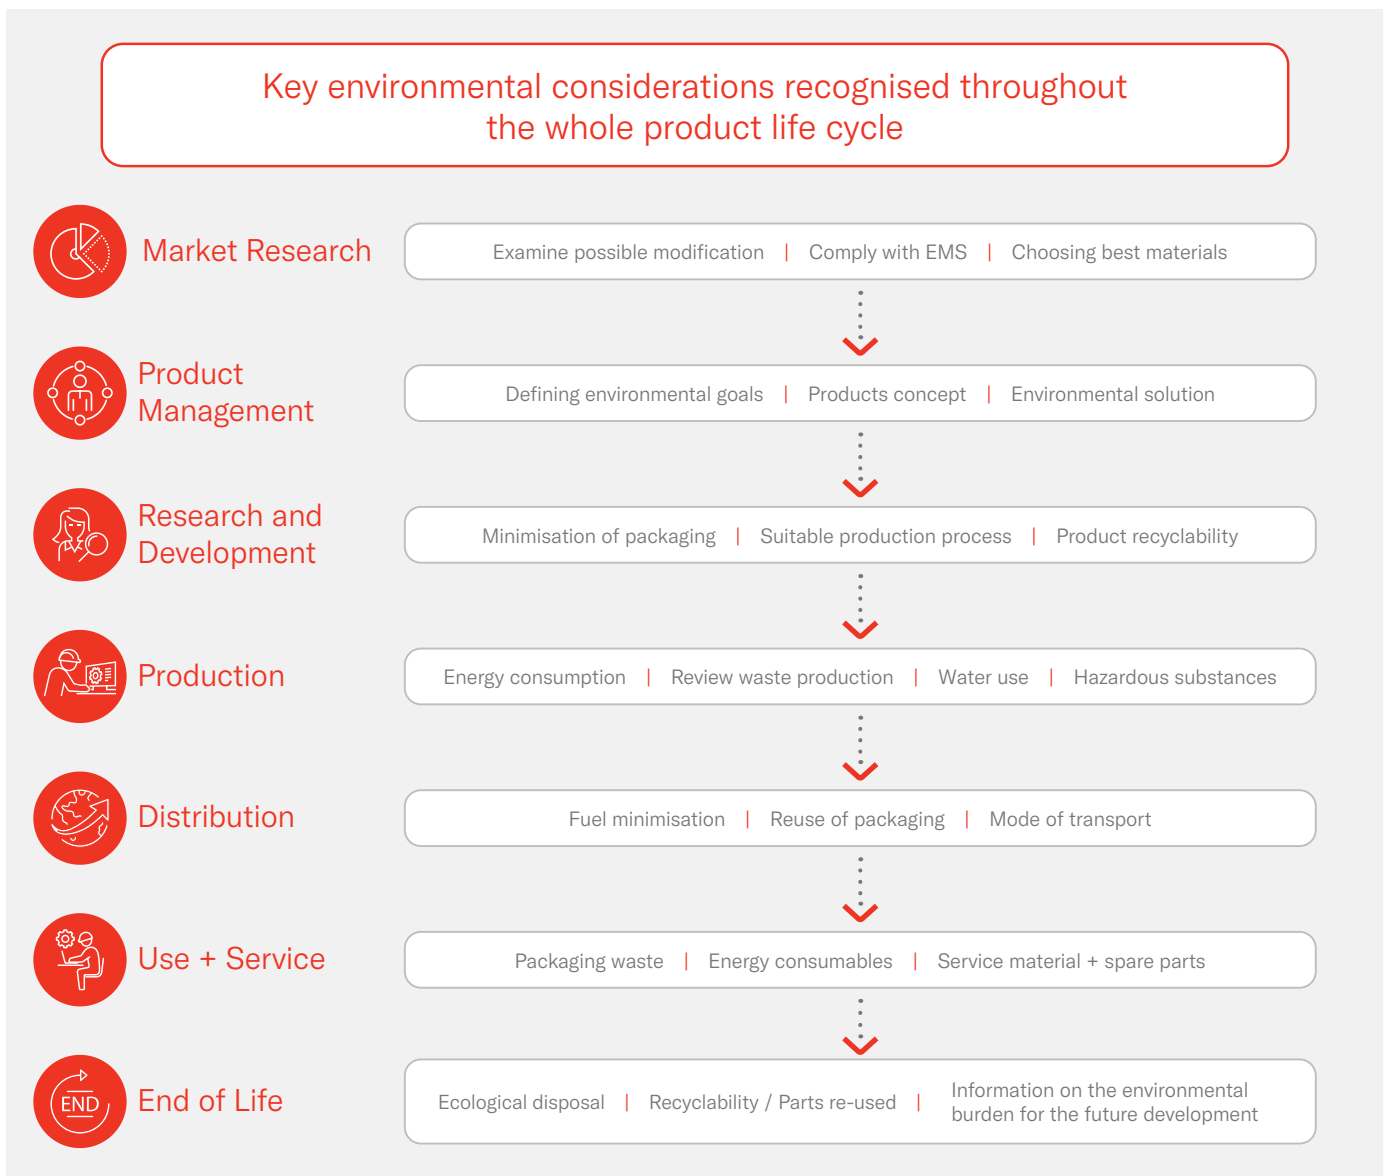 Key environmental considerations recognised throughout
the whole product life cycle
Market Research
Examine possible modification | Comply with EMS | Choosing best materials
Product
Management
Defining environmental goals | Products concept | Environmental solution
Research and
Development
Minimisation of packaging | Suitable production process | Product recyclability
Production
Energy consumption | Review waste production | Water use | Hazardous substances
Distribution
Fuel minimisation | Reuse of packaging | Mode of transport
Use + Service
Packaging waste | Energy consumables | Service material + spare parts
END
End of Life
Ecological disposal | Recyclability / Parts re-used |
Information on the environmental
burden for the future development